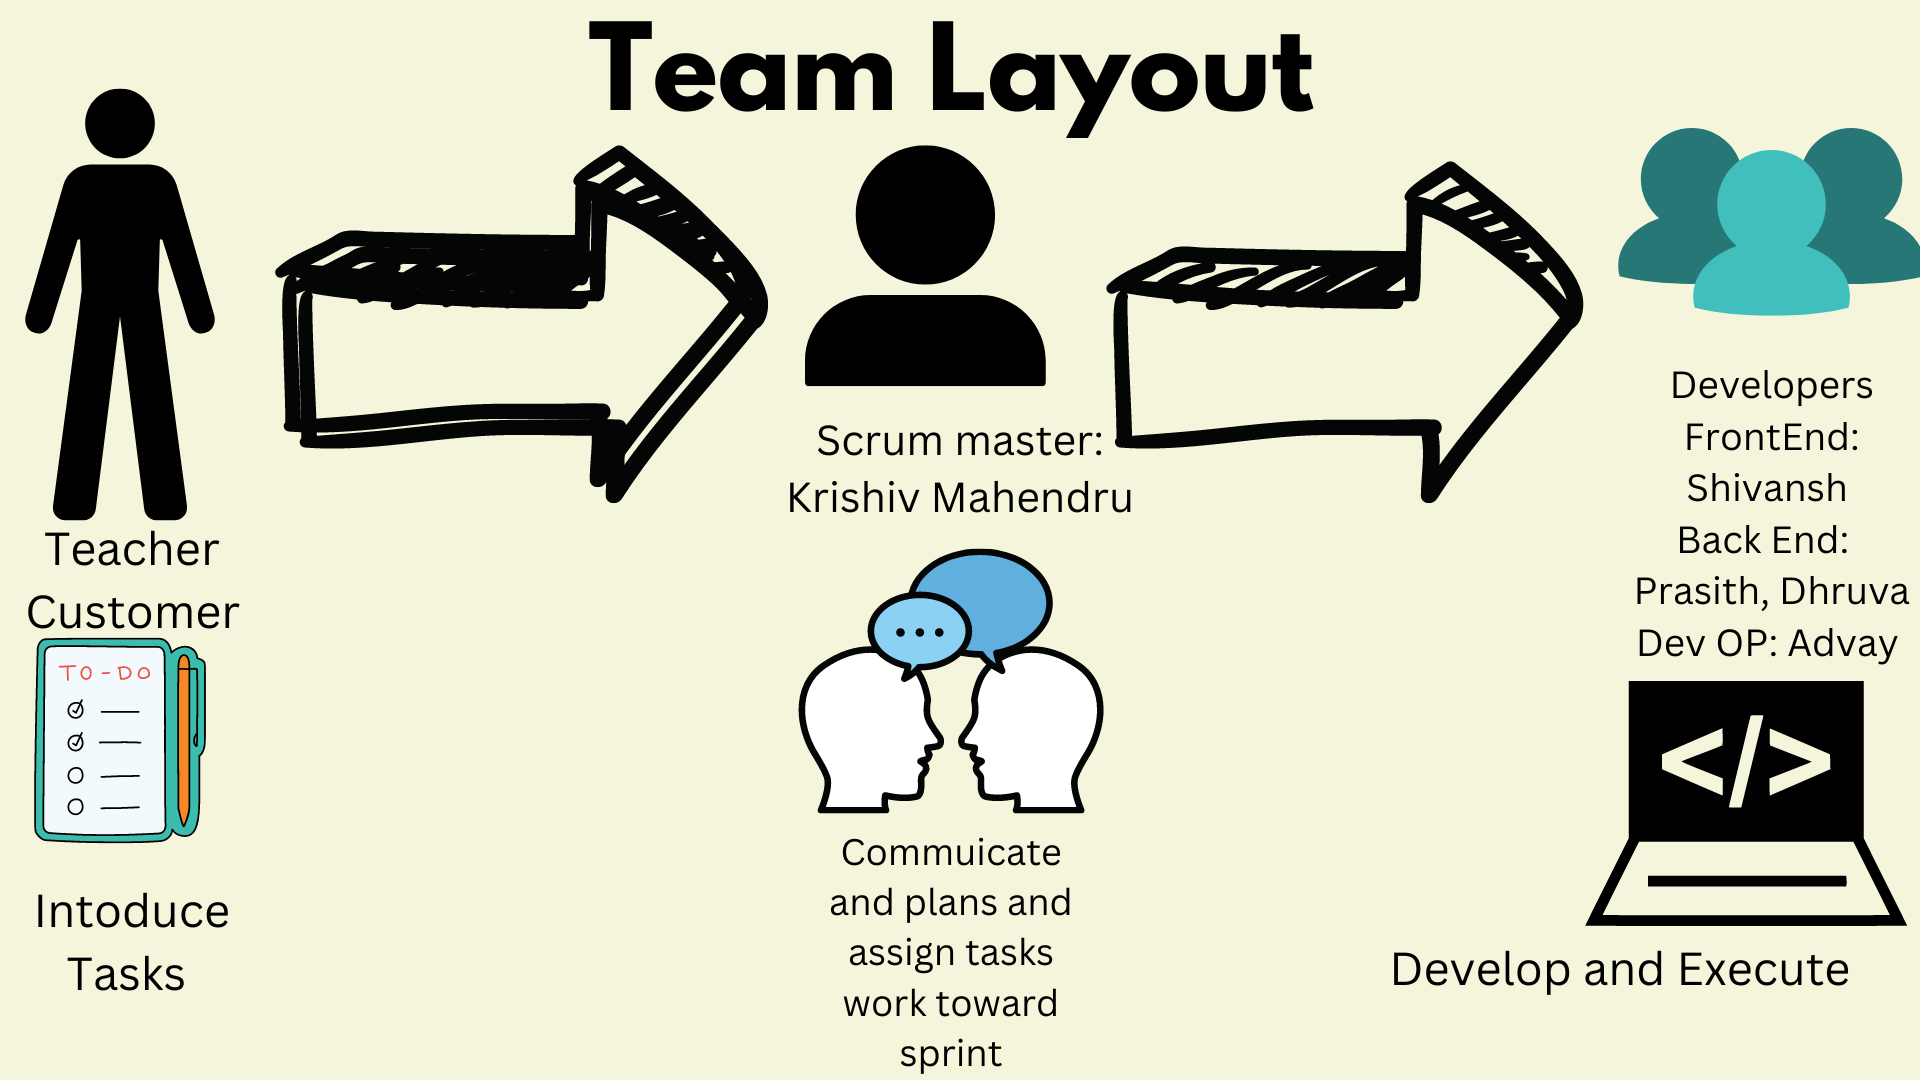 Team Layout
Teacher
Customer
TO-DO
Intoduce
Tasks
Scrum master:
Krishiv Mahendru
Commuicate
and plans and
assign tasks
work toward
sprint
Developers
FrontEnd:
Shivansh
Back End:
Prasith, Dhruva
Dev OP: Advay
</>
Develop and Execute